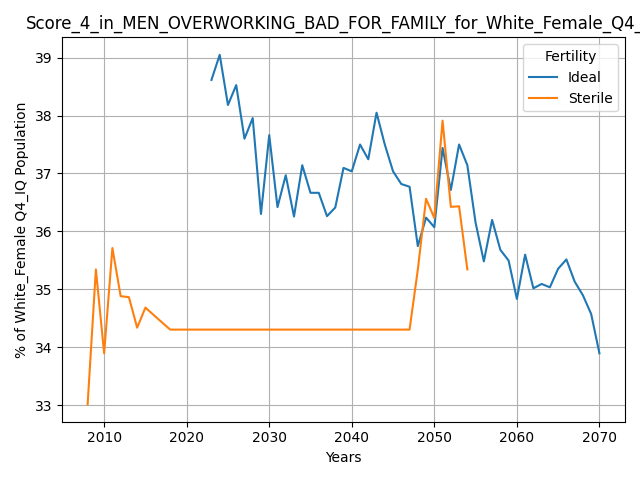 Score_4_in_MEN_OVERWORKING_BAD_FOR_FAMILY_for_White_Female_Q4_
Fertility
Ideal
Sterile
% of White_Female Q4_IQ Population
39
38
37
36
35
34
33
2010 2020 2030 2040 2050 2060 2070
Years